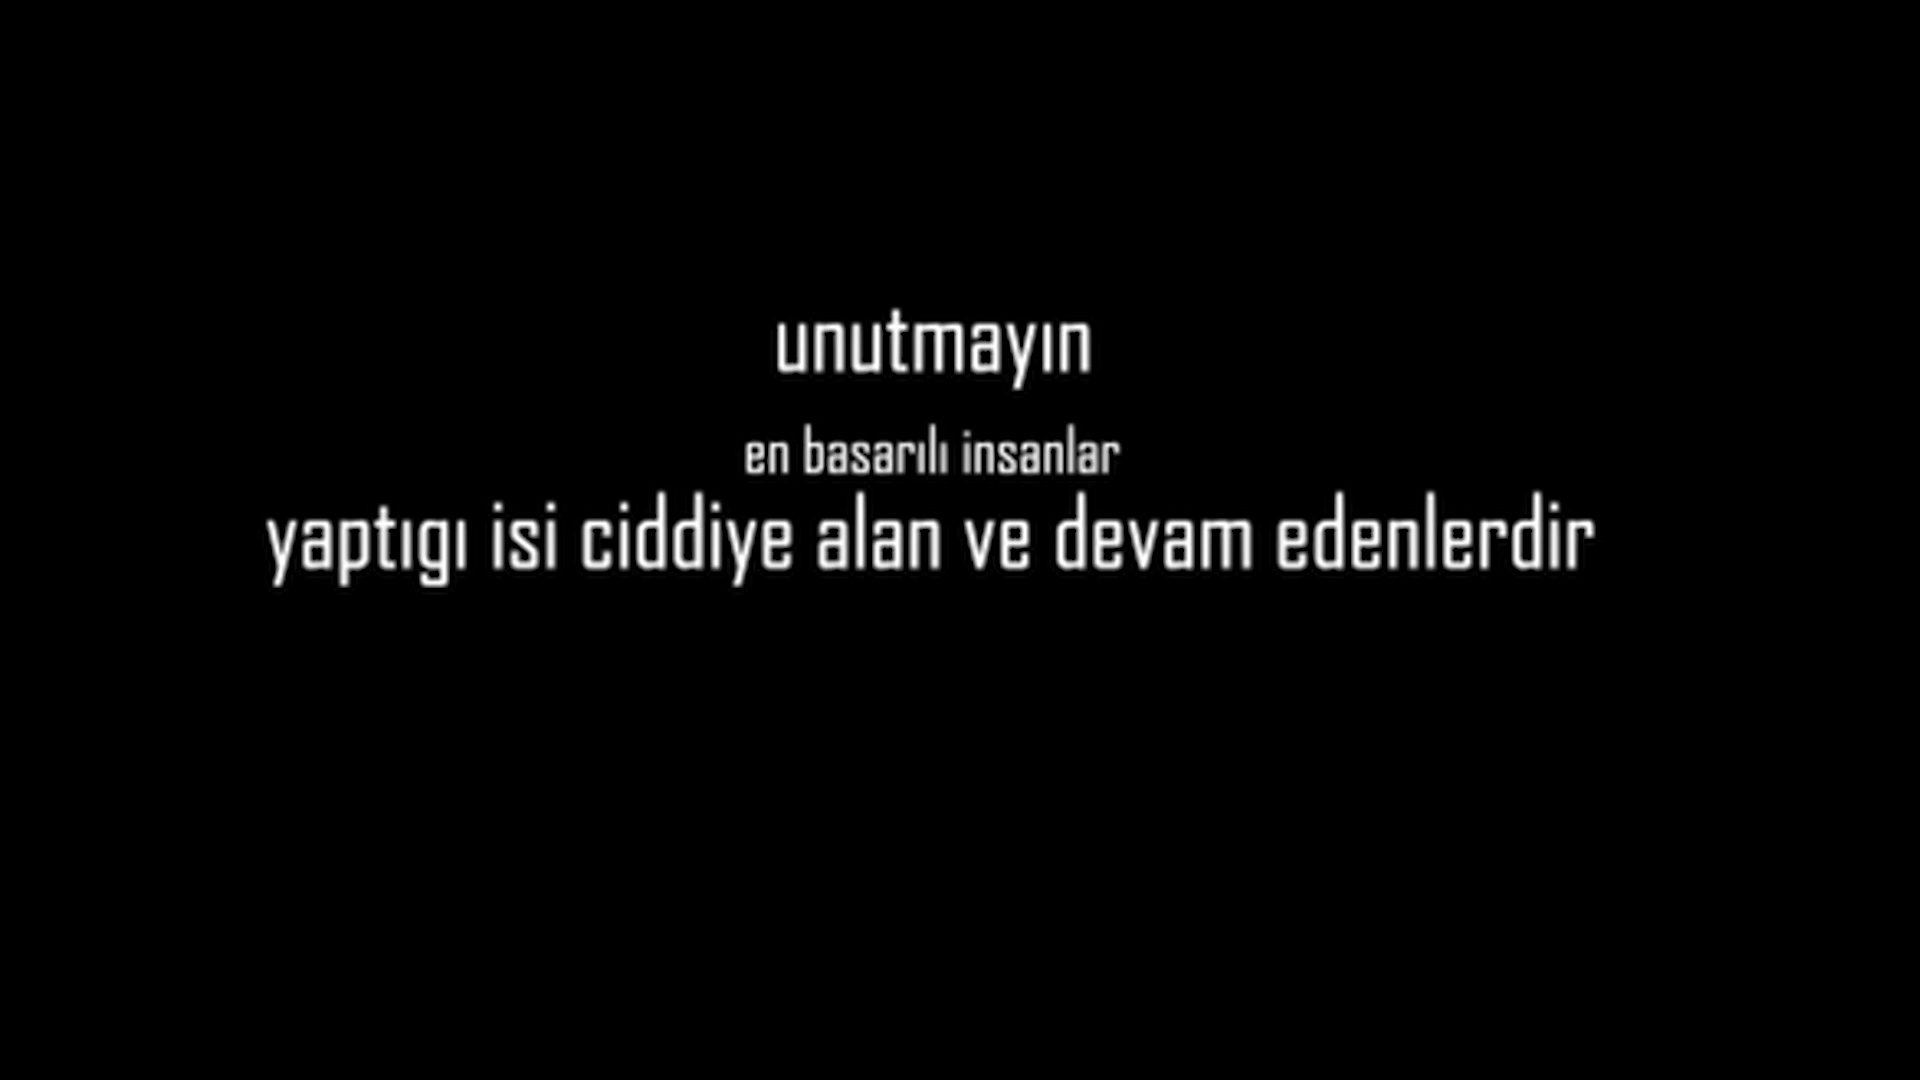 unutmayın
en basarılı insanlar
yaptıgı isi ciddiye alan ve devam edenlerdir